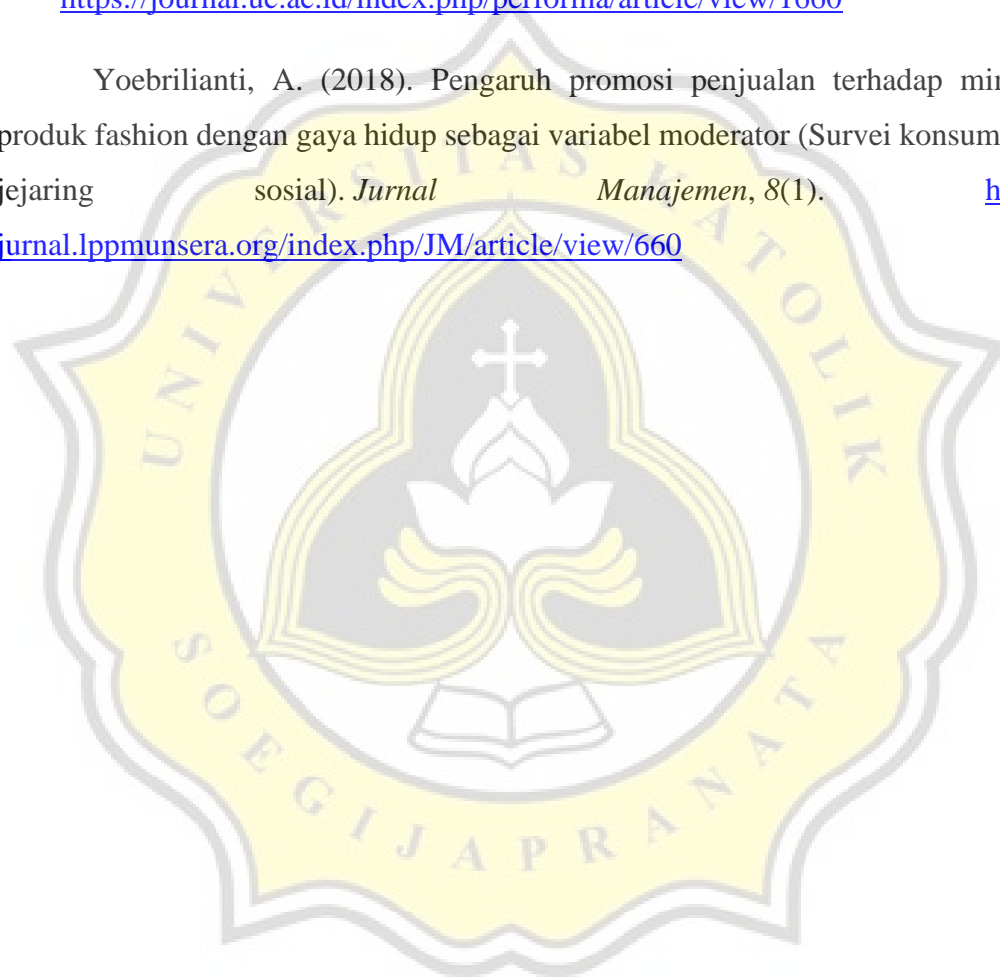 https://journal.uc.ac.id/index.php/performa/article/view/1660
Yoebrilianti, A. (2018). Pengaruh promosi penjualan terhadap
produk fashion dengan gaya hidup sebagai variabel moderator (Survei
jejaring sosial). Jurnal Manajemen, 8(1).
jurnal.lppmunsera.org/index.php/JM/article/view/660
UNIVERSITAS KATOLIK
SOEGIJAPRANATA